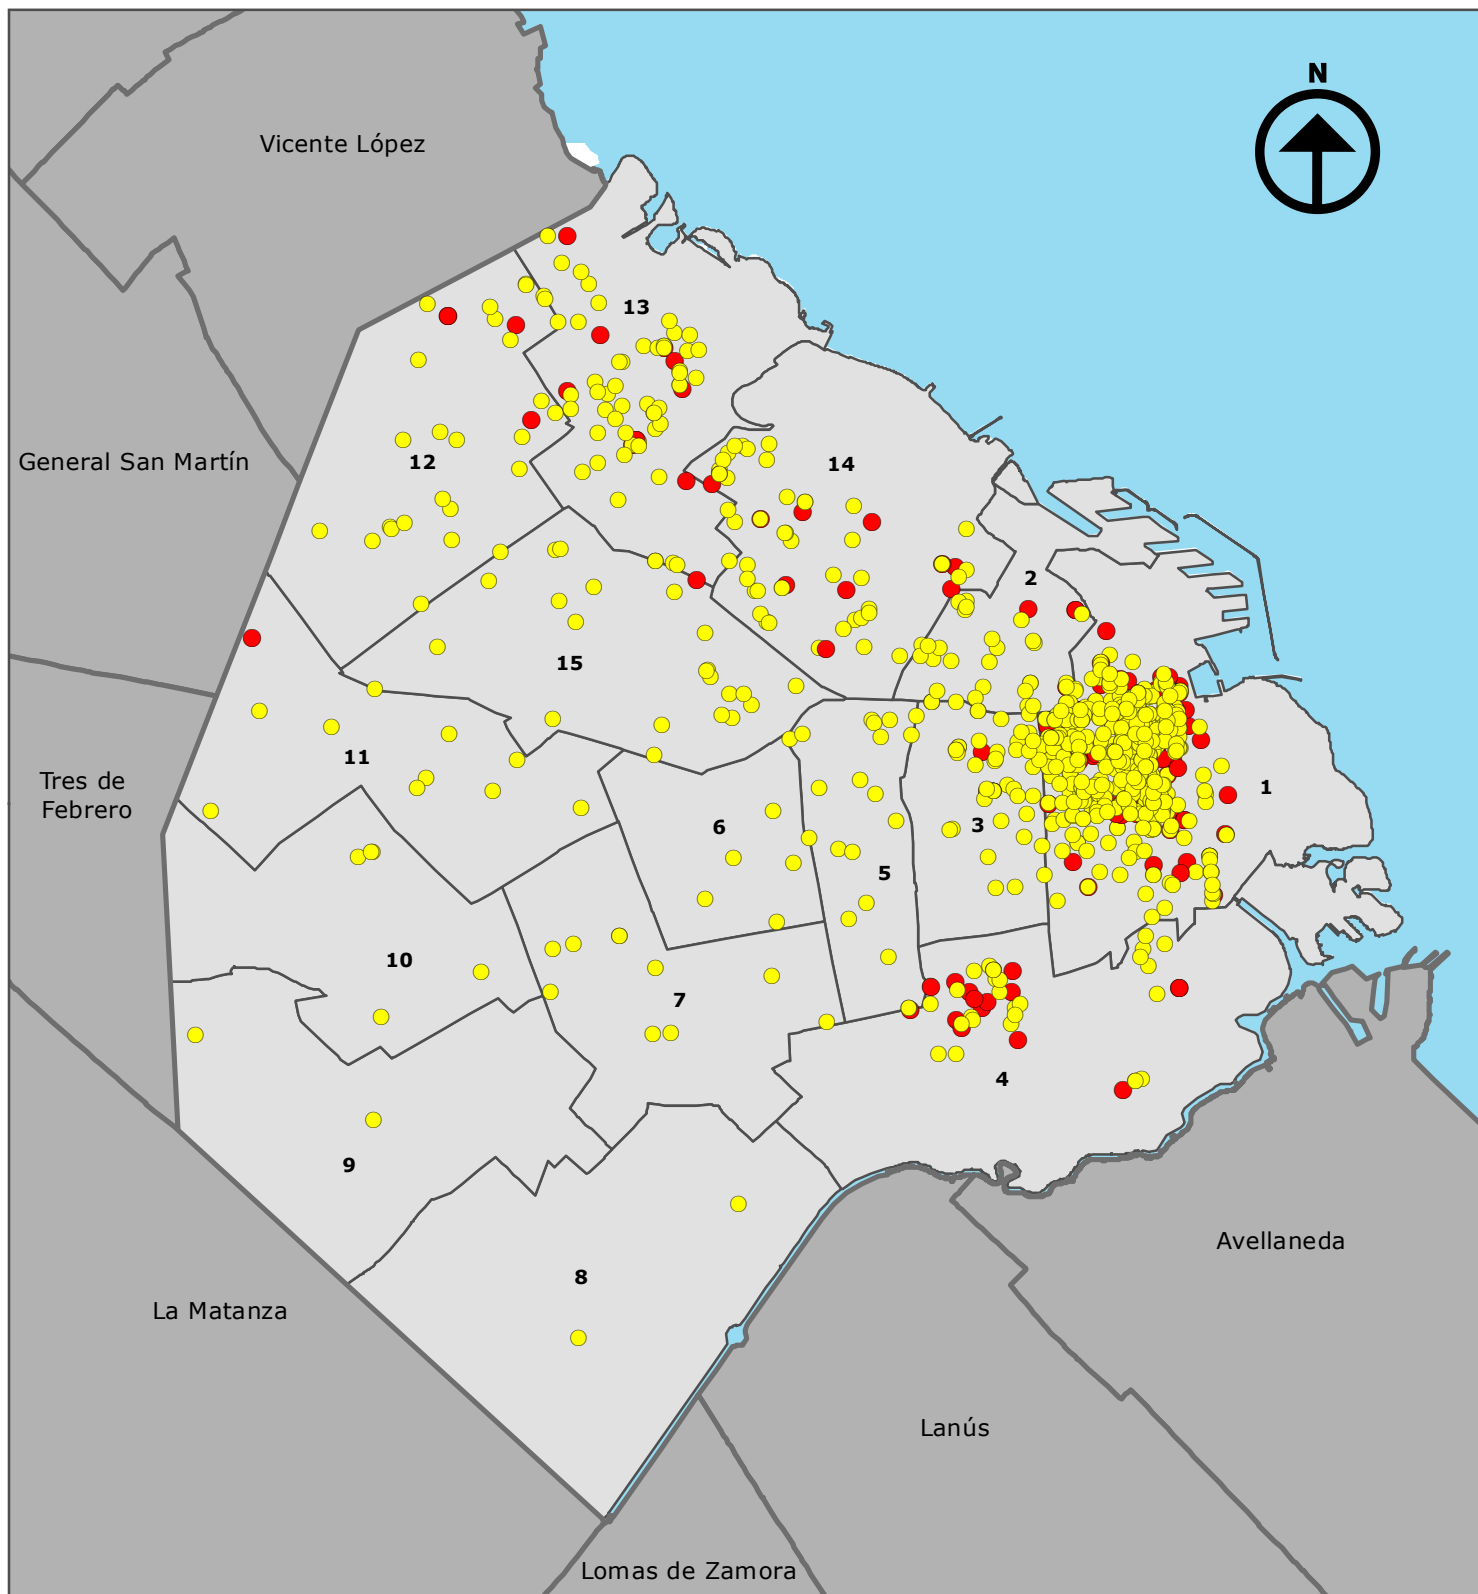 N
Vicente López
13
General San Martín
12
14
2
15
11
Tres de
Febrero
1
6
3
5
10
7
4
9
Avellaneda
8
La Matanza
Lanús
Lomas de Zamora